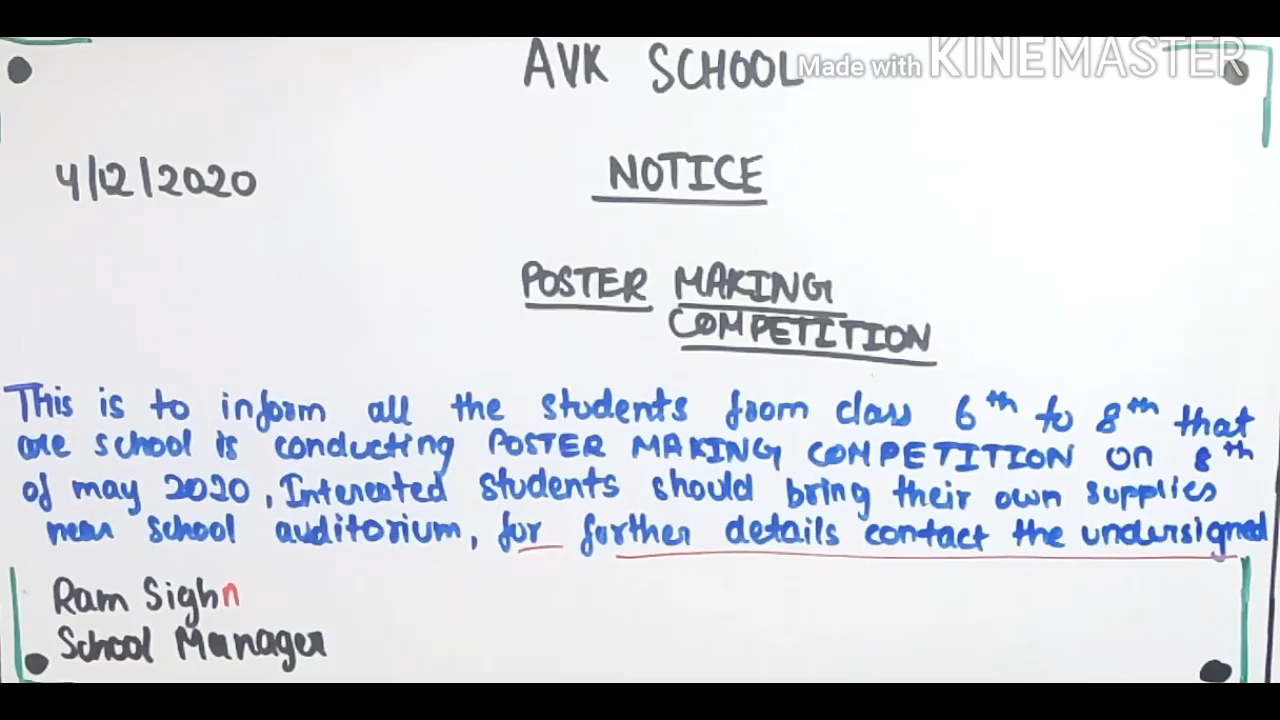 AVK SCHOOL
Made with KINEMASTER
4/12/2020
NOTICE
POSTER MAKING
COMPETITION
This is to inform all the students from class 6th to 8th that
are school is conducting POSTER MAKING COMPETITION on 8th
of may 2020, Interested students should bring their own supplies
near school auditorium, for further details contact the undersigned
Ram Sighn
School Manager